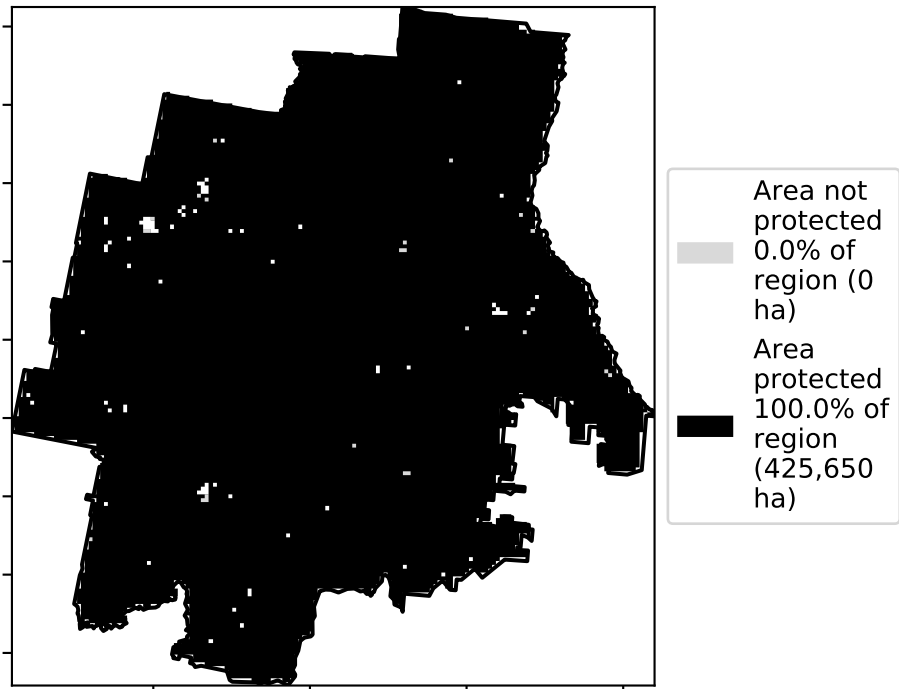 Area not
protected
0.0% of
region (0
ha)
Area
protected
100.0% of
region
(425,650
ha)